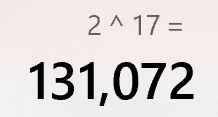 2 ^ 17 =
131,072